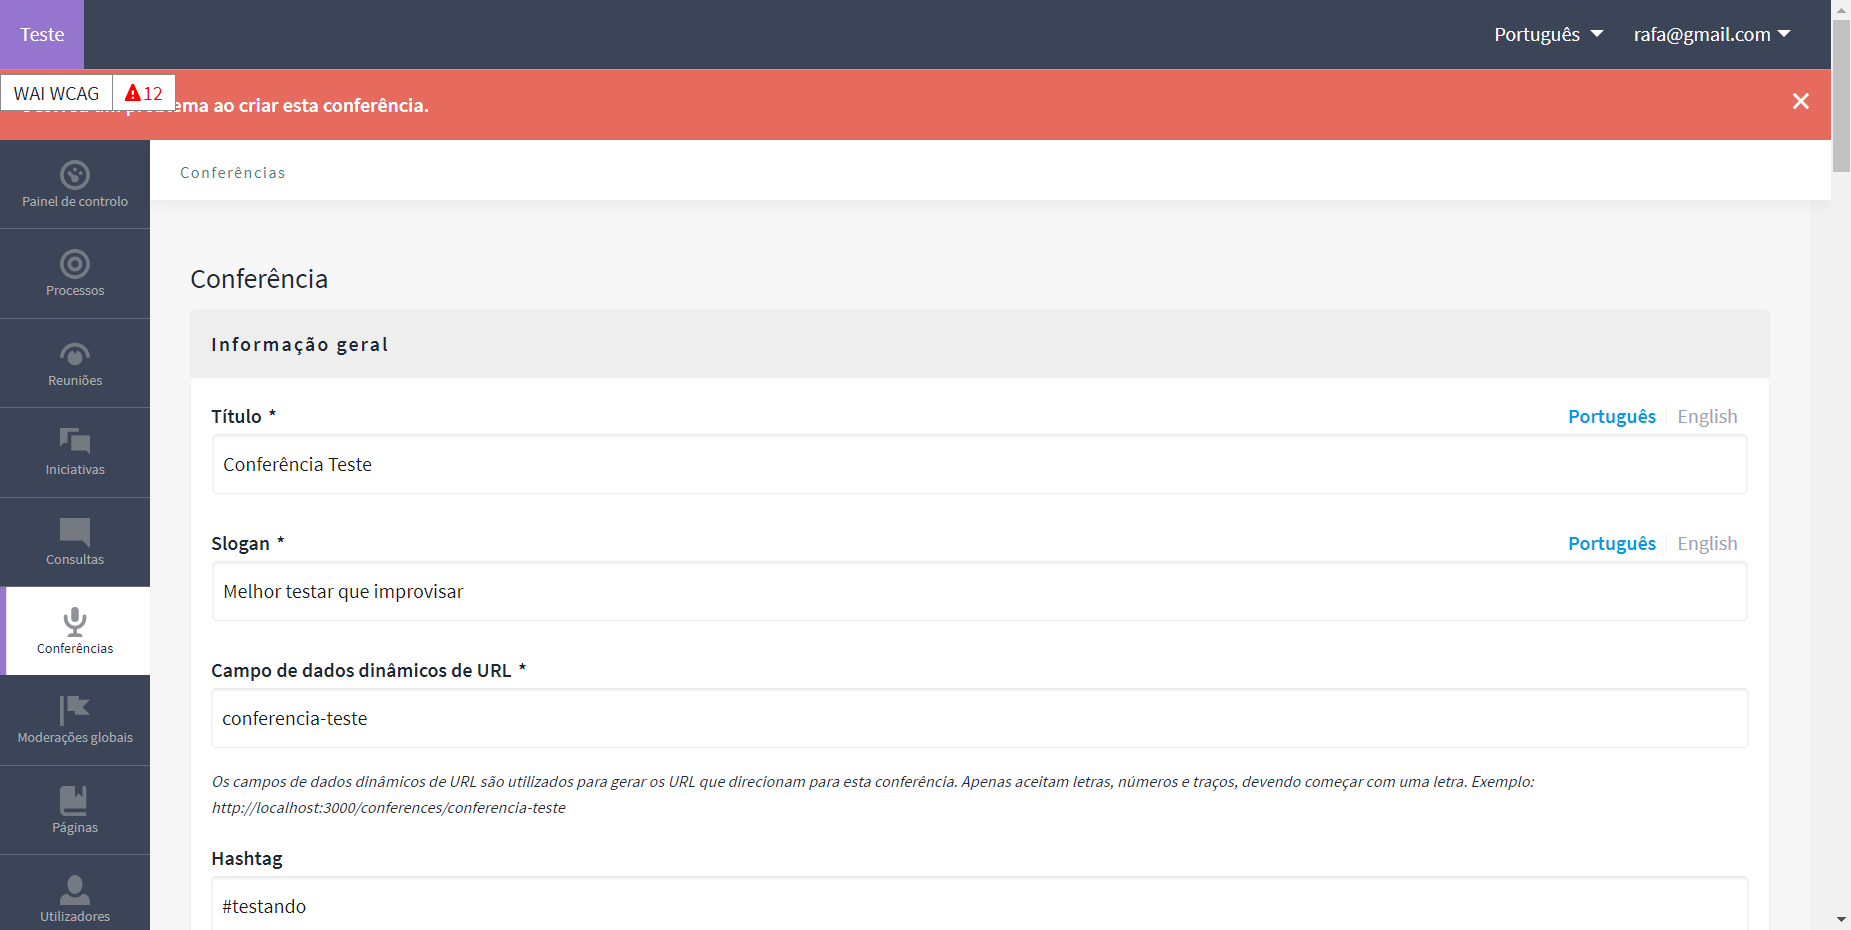 Teste
Português
rafa@gmail.com
WAI WCAG
12
ema ao criar esta conferência.
Painel de controlo
Processos
Reuniões
Iniciativas
Consultas
Conferências
Moderações globais
Páginas
Utilizadores
Conferências
Conferência
Informação geral
Título *
Português
English
Conferência Teste
Slogan *
Português
English
Melhor testar que improvisar
Campo de dados dinâmicos de URL *
conferencia-teste
Os campos de dados dinâmicos de URL são utilizados para gerar os URL que direcionam para esta conferência. Apenas aceitam letras, números e traços, devendo começar com uma letra. Exemplo:
http://localhost:3000/conferences/conferencia-teste
Hashtag
#testando